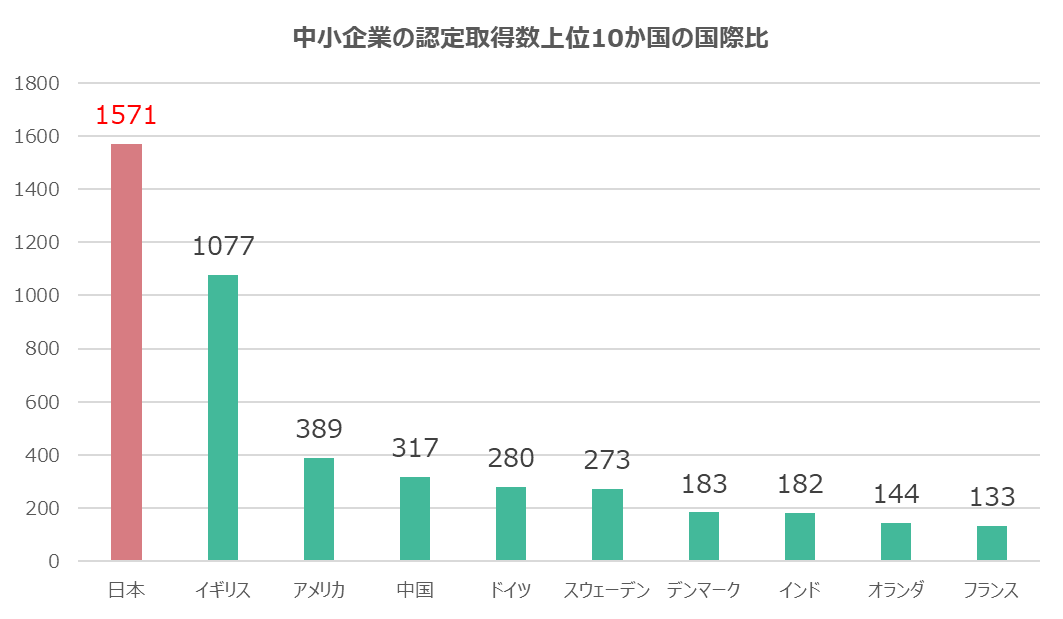 中小企業の認定取得数上位10か国の国際比
1800
1600
1400
1200
1000
800
600
400
200
0
1571
1077
389
317
280
273
183
182
144
133
日本
イギリス
アメリカ
中国
ドイツ
スウェーデン
デンマーク
インド
オランダ
フランス